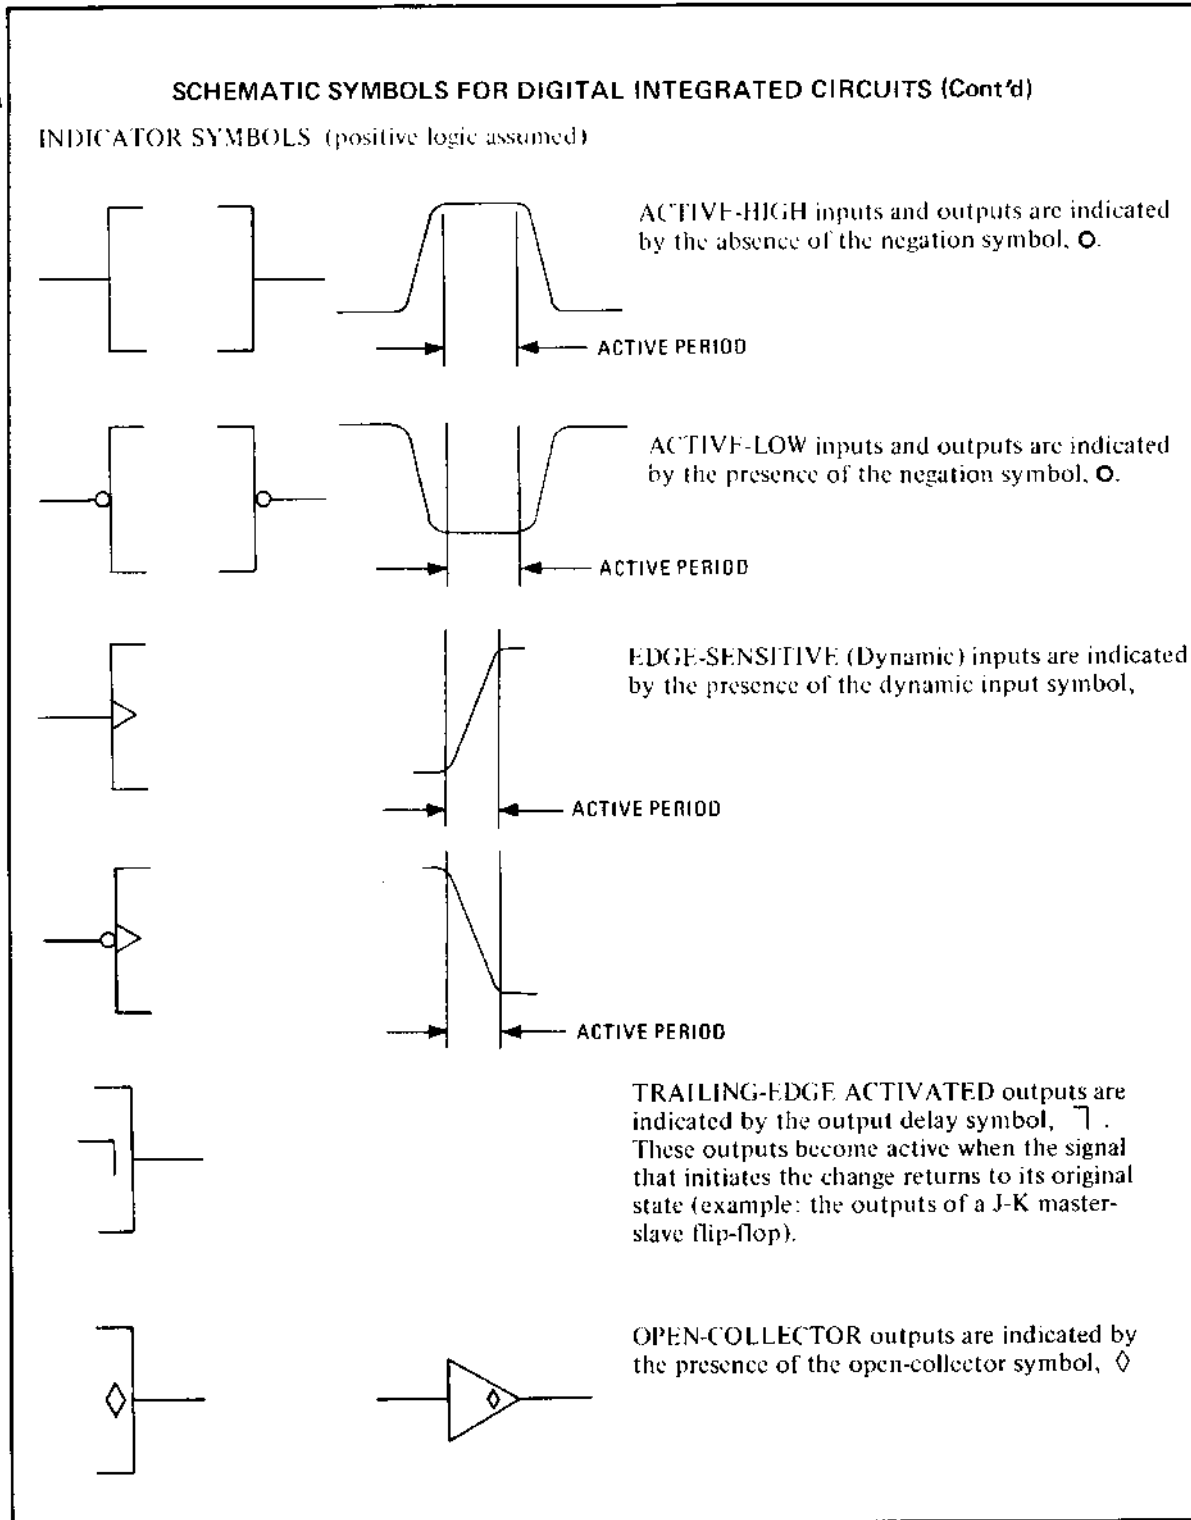 SCHEMATIC SYMBOLS FOR DIGITAL INTEGRATED CIRCUITS (Cont'd)
INDICATOR SYMBOLS (positive logic assumed)
ACTIVE-HIGH inputs and outputs are indicated
by the absence of the negation symbol, O.
ACTIVE PERIOD
ACTIVE-LOW inputs and outputs are indicated
by the presence of the negation symbol, O.
ACTIVE PERIOD
EDGE-SENSITIVE (Dynamic) inputs are indicated
by the presence of the dynamic input symbol,
ACTIVE PERIOD
ACTIVE PERIOD
TRAILING-EDGE ACTIVATED outputs are
indicated by the output delay symbol, ㄱ .
These outputs become active when the signal
that initiates the change returns to its original
state (example: the outputs of a J-K master-
slave flip-flop).
OPEN-COLLECTOR outputs are indicated by
the presence of the open-collector symbol, ◊